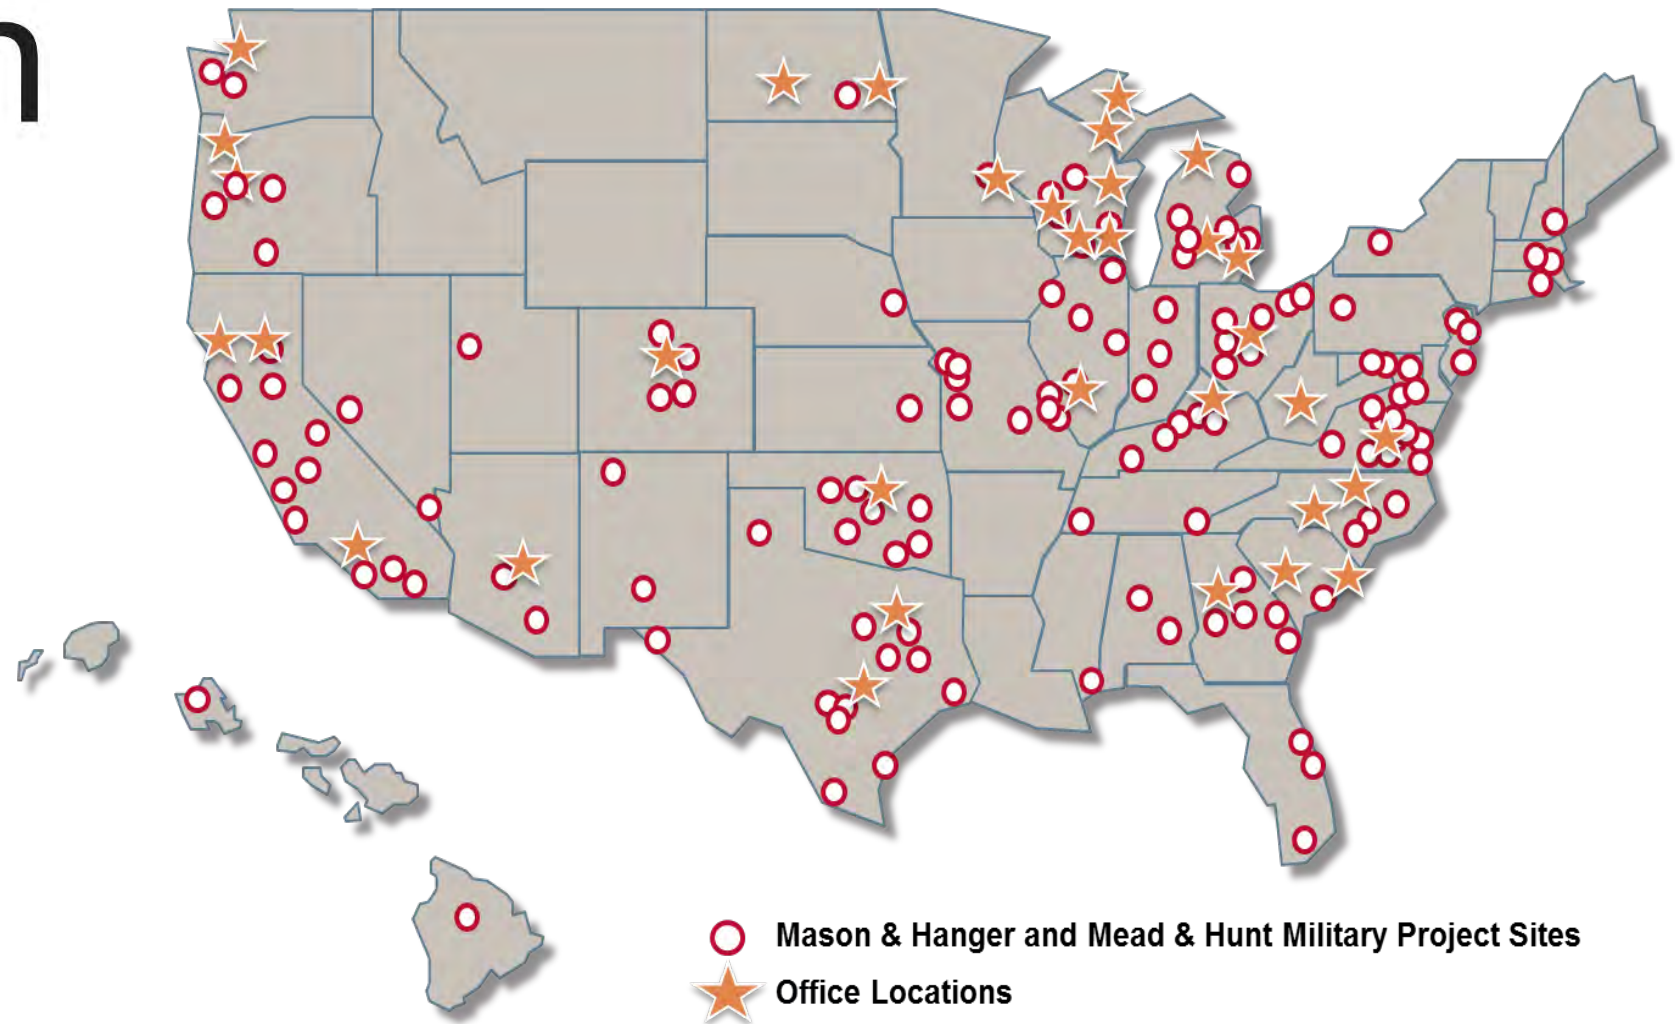 n
Mason & Hanger and Mead & Hunt Military Project Sites
Office Locations